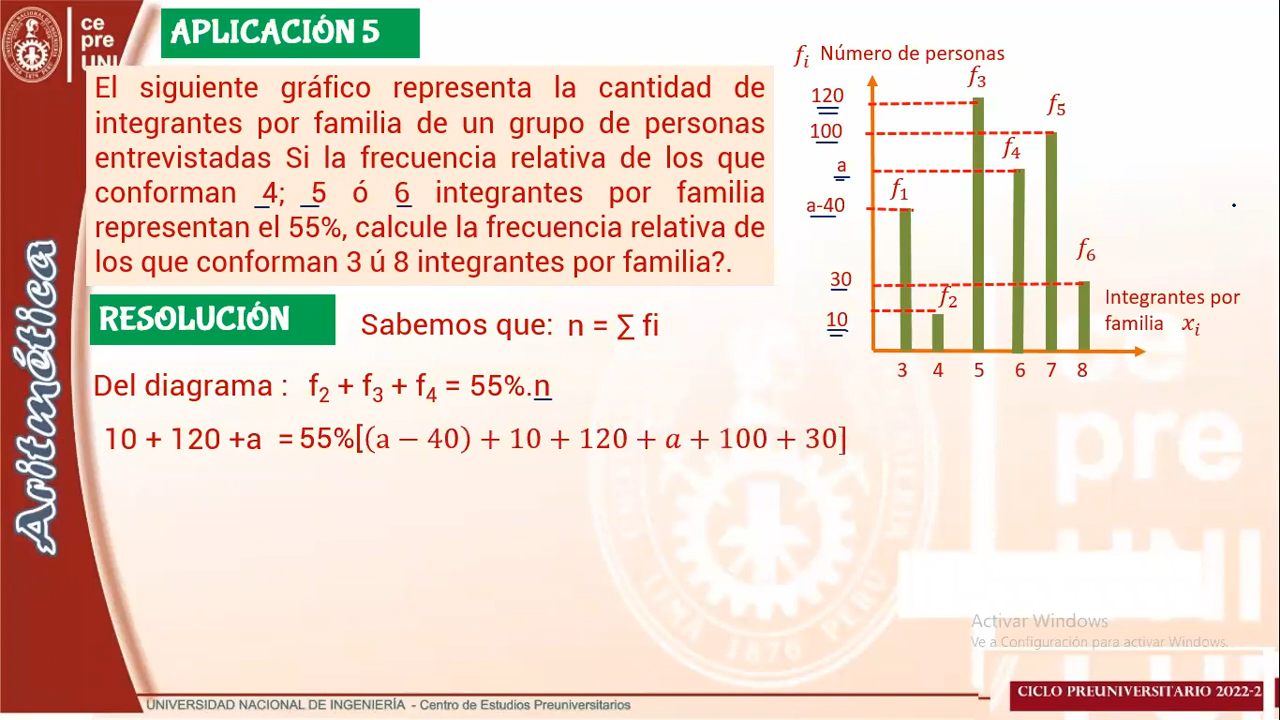 ce
pre
UNI
APLICACIÓN 5
El siguiente gráfico representa la cantidad de
integrantes por familia de un grupo de personas
entrevistadas Si la frecuencia relativa de los que
conforman 4; 5 ó 6 integrantes por familia
representan el 55%, calcule la frecuencia relativa de
los que conforman 3 ú 8 integrantes por familia?.
fi Número de personas
f3
120
f5
100
f4
a
f1
a-40
f6
30
f2
10
Integrantes por
familia xi
3 4 5 6 7 8
RESOLUCIÓN
Sabemos que: n = ∑ fi
Del diagrama : f2 + f3 + f4 = 55%.n
10 + 120 +a = 55%[(a − 40) + 10 + 120 + a + 100 + 30]
Aritmética
ce
pre
UNI
LIMA 1876 PERU
Activar Windows
Ve a Configuración para activar Windows.
UNIVERSIDAD NACIONAL DE INGENIERÍA - Centro de Estudios Preuniversitarios
CICLO PREUNIVERSITARIO 2022-2